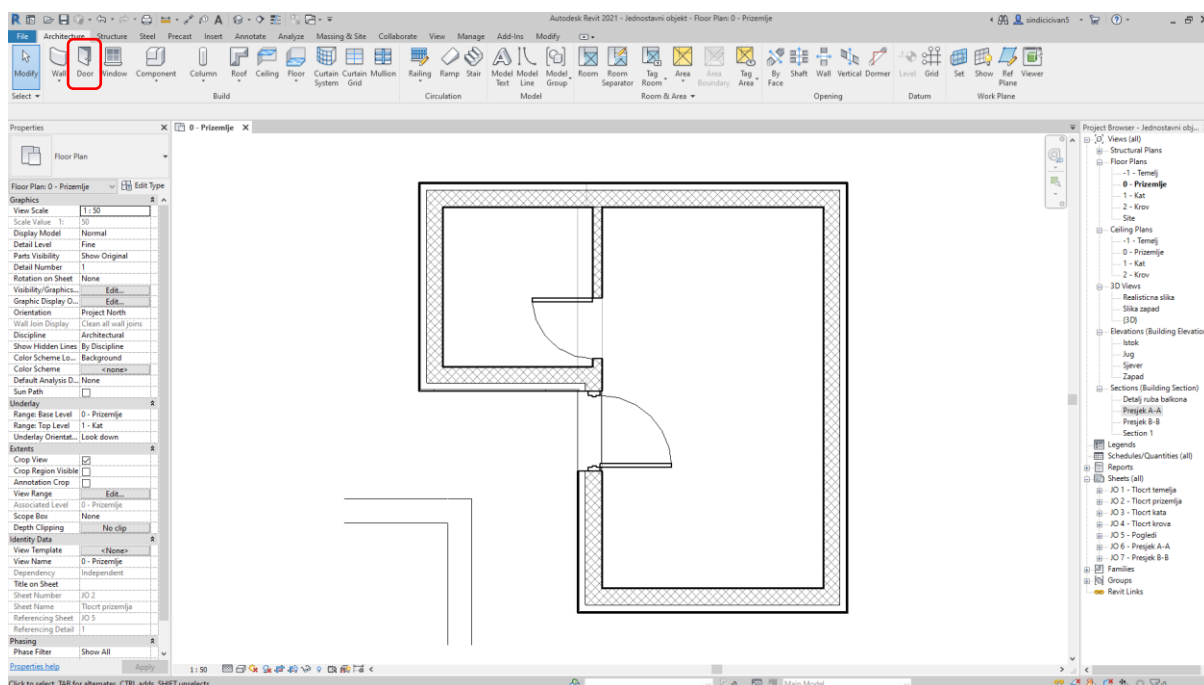 Autodesk Revit 2021 - Jednostavni objekt - Floor Plan: 0 - Prizemlje
sindicicivan5
File Architecture Structure Steel Precast Insert Annotate Analyze Massing & Site Collaborate View Manage Add-Ins Modify
Modify Wall Door Window Component Column Roof Ceiling Floor Curtain System Curtain Grid Mullion Railing Ramp Stair Model Text Model Line Model Group Room Room Separator Tag Room Area Area Boundary Tag Area By Face Shaft Wall Vertical Dormer Level Grid Set Show Ref Plane Viewer
Select Build Circulation Model Room & Area Opening Datum Work Plane
Properties
0 - Prizemlje
Floor Plan
Floor Plan: 0 - Prizemlje Edit Type
Graphics
View Scale 1 : 50
Scale Value 1: 50
Display Model Normal
Detail Level Fine
Parts Visibility Show Original
Detail Number 1
Rotation on Sheet None
Visibility/Graphics... Edit...
Graphic Display O... Edit...
Orientation Project North
Wall Join Display Clean all wall joins
Discipline Architectural
Show Hidden Lines By Discipline
Color Scheme Lo... Background
Color Scheme <none>
Default Analysis D... None
Sun Path
Underlay
Range: Base Level 0 - Prizemlje
Range: Top Level 1 - Kat
Underlay Orientat... Look down
Extents
Crop View
Crop Region Visible
Annotation Crop
View Range Edit...
Associated Level 0 - Prizemlje
Scope Box None
Depth Clipping No clip
Identity Data
View Template <None>
View Name 0 - Prizemlje
Dependency Independent
Title on Sheet
Sheet Number JO 2
Sheet Name Tlocrt prizemlja
Referencing Sheet JO 5
Referencing Detail 1
Phasing
Phase Filter Show All
Properties help Apply
1 : 50
Click to select, TAB for alternates, CTRL adds, SHIFT unselects.
Main Model
Project Browser - Jednostavni obj...
Views (all)
Structural Plans
Floor Plans
-1 - Temelj
0 - Prizemlje
1 - Kat
2 - Krov
Site
Ceiling Plans
-1 - Temelj
0 - Prizemlje
1 - Kat
2 - Krov
3D Views
Realisticna slika
Slika zapad
{3D}
Elevations (Building Elevatio
Istok
Jug
Sjever
Zapad
Sections (Building Section)
Detalj ruba balkona
Presjek A-A
Presjek B-B
Section 1
Legends
Schedules/Quantities (all)
Reports
Sheets (all)
JO 1 - Tlocrt temelja
JO 2 - Tlocrt prizemlja
JO 3 - Tlocrt kata
JO 4 - Tlocrt krova
JO 5 - Pogledi
JO 6 - Presjek A-A
JO 7 - Presjek B-B
Families
Groups
Revit Links